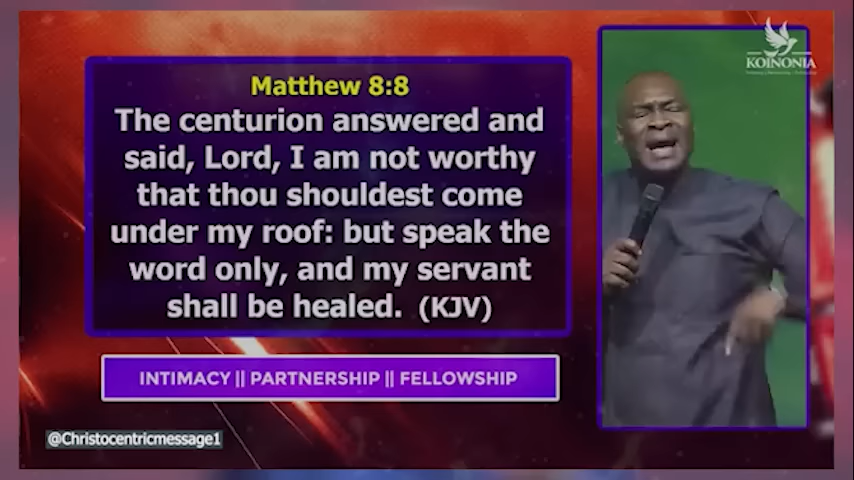 Matthew 8:8
The centurion answered and
said, Lord, I am not worthy
that thou shouldest come
under my roof: but speak the
word only, and my servant
shall be healed. (KJV)
INTIMACY || PARTNERSHIP || FELLOWSHIP
@Christocentricmessage1
KOINONIA